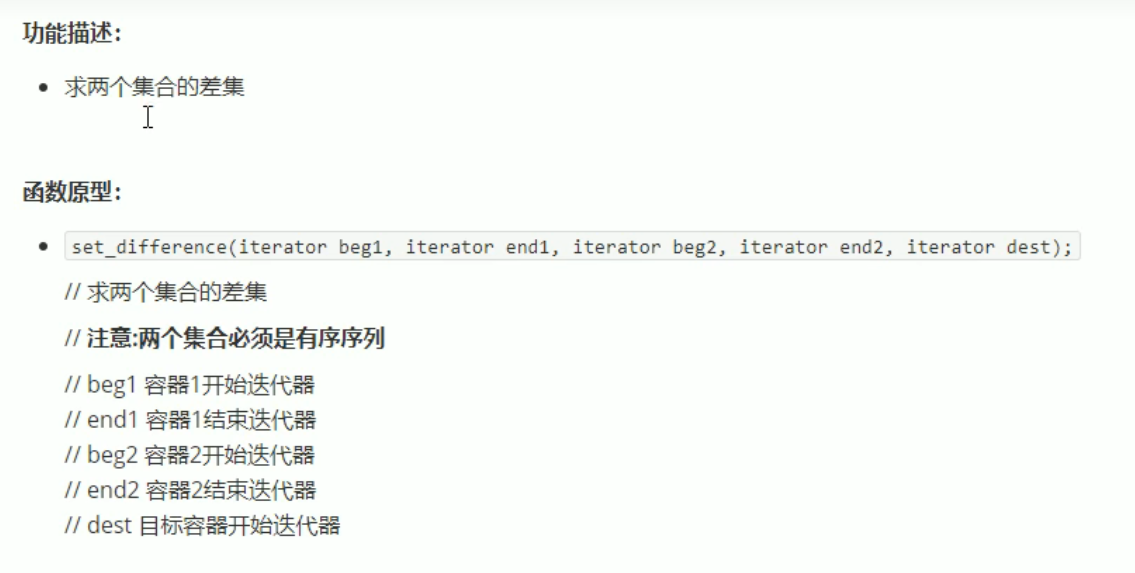 功能描述：
求两个集合的差集
函数原型：
set_difference(iterator beg1, iterator end1, iterator beg2, iterator end2, iterator dest);
// 求两个集合的差集
// 注意:两个集合必须是有序序列
// beg1 容器1开始迭代器
// end1 容器1结束迭代器
// beg2 容器2开始迭代器
// end2 容器2结束迭代器
// dest 目标容器开始迭代器